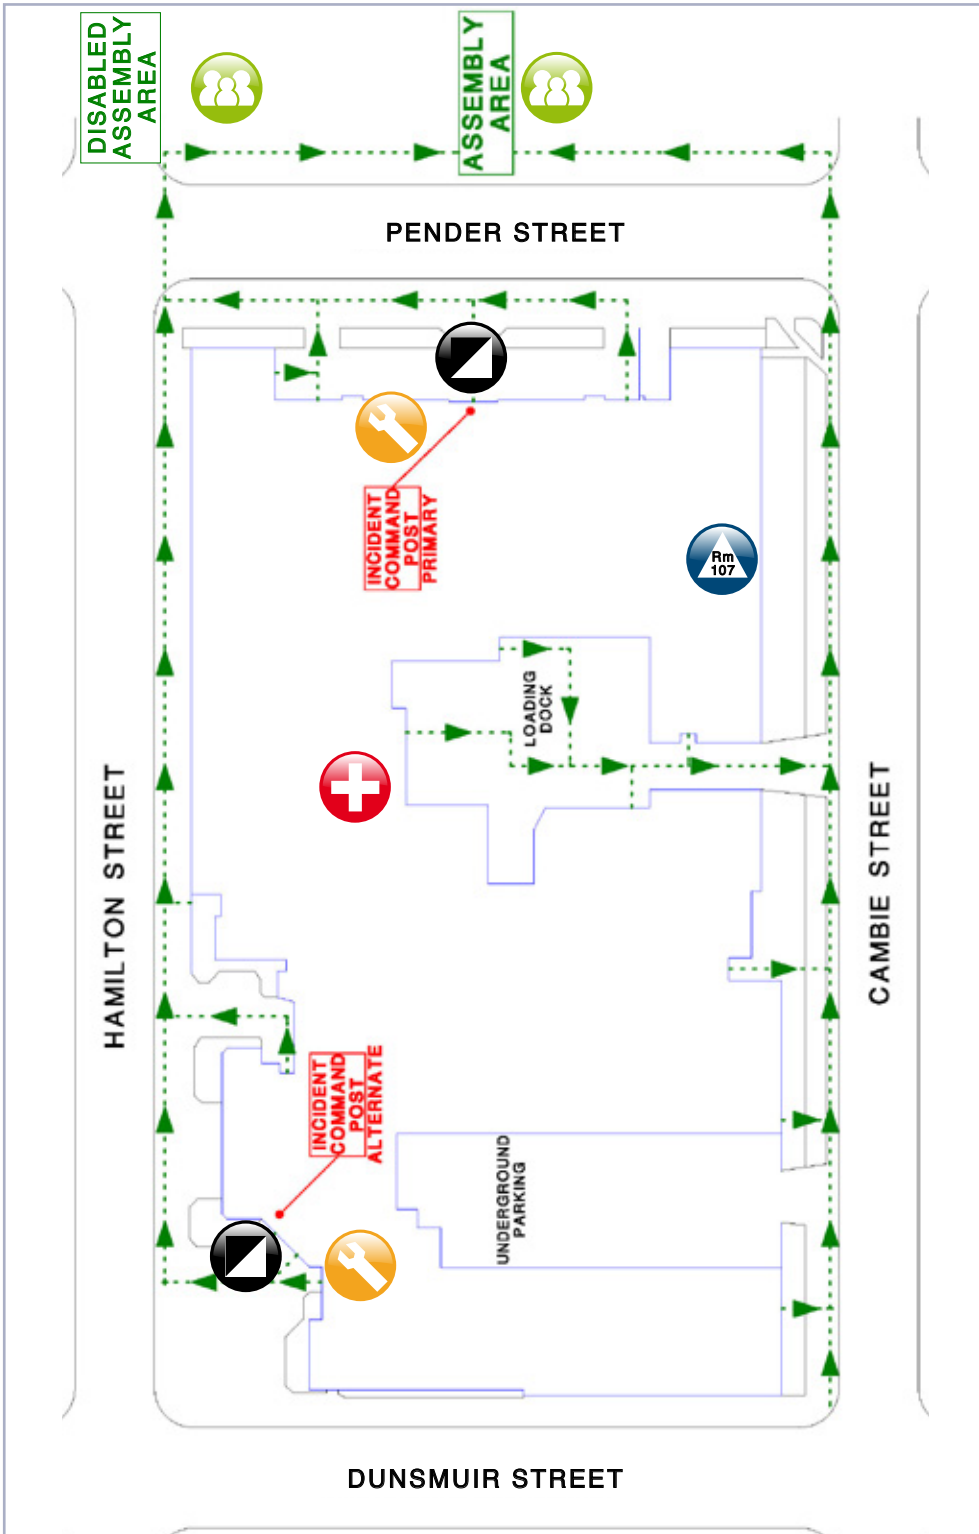 DISABLED
ASSEMBLY
AREA
ASSEMBLY
AREA
PENDER STREET
INCIDENT
COMMAND
POST
PRIMARY
Rm
107
LOADING
DOCK
HAMILTON STREET
CAMBIE STREET
INCIDENT
COMMAND
POST
ALTERNATE
UNDERGROUND
PARKING
DUNSMUIR STREET